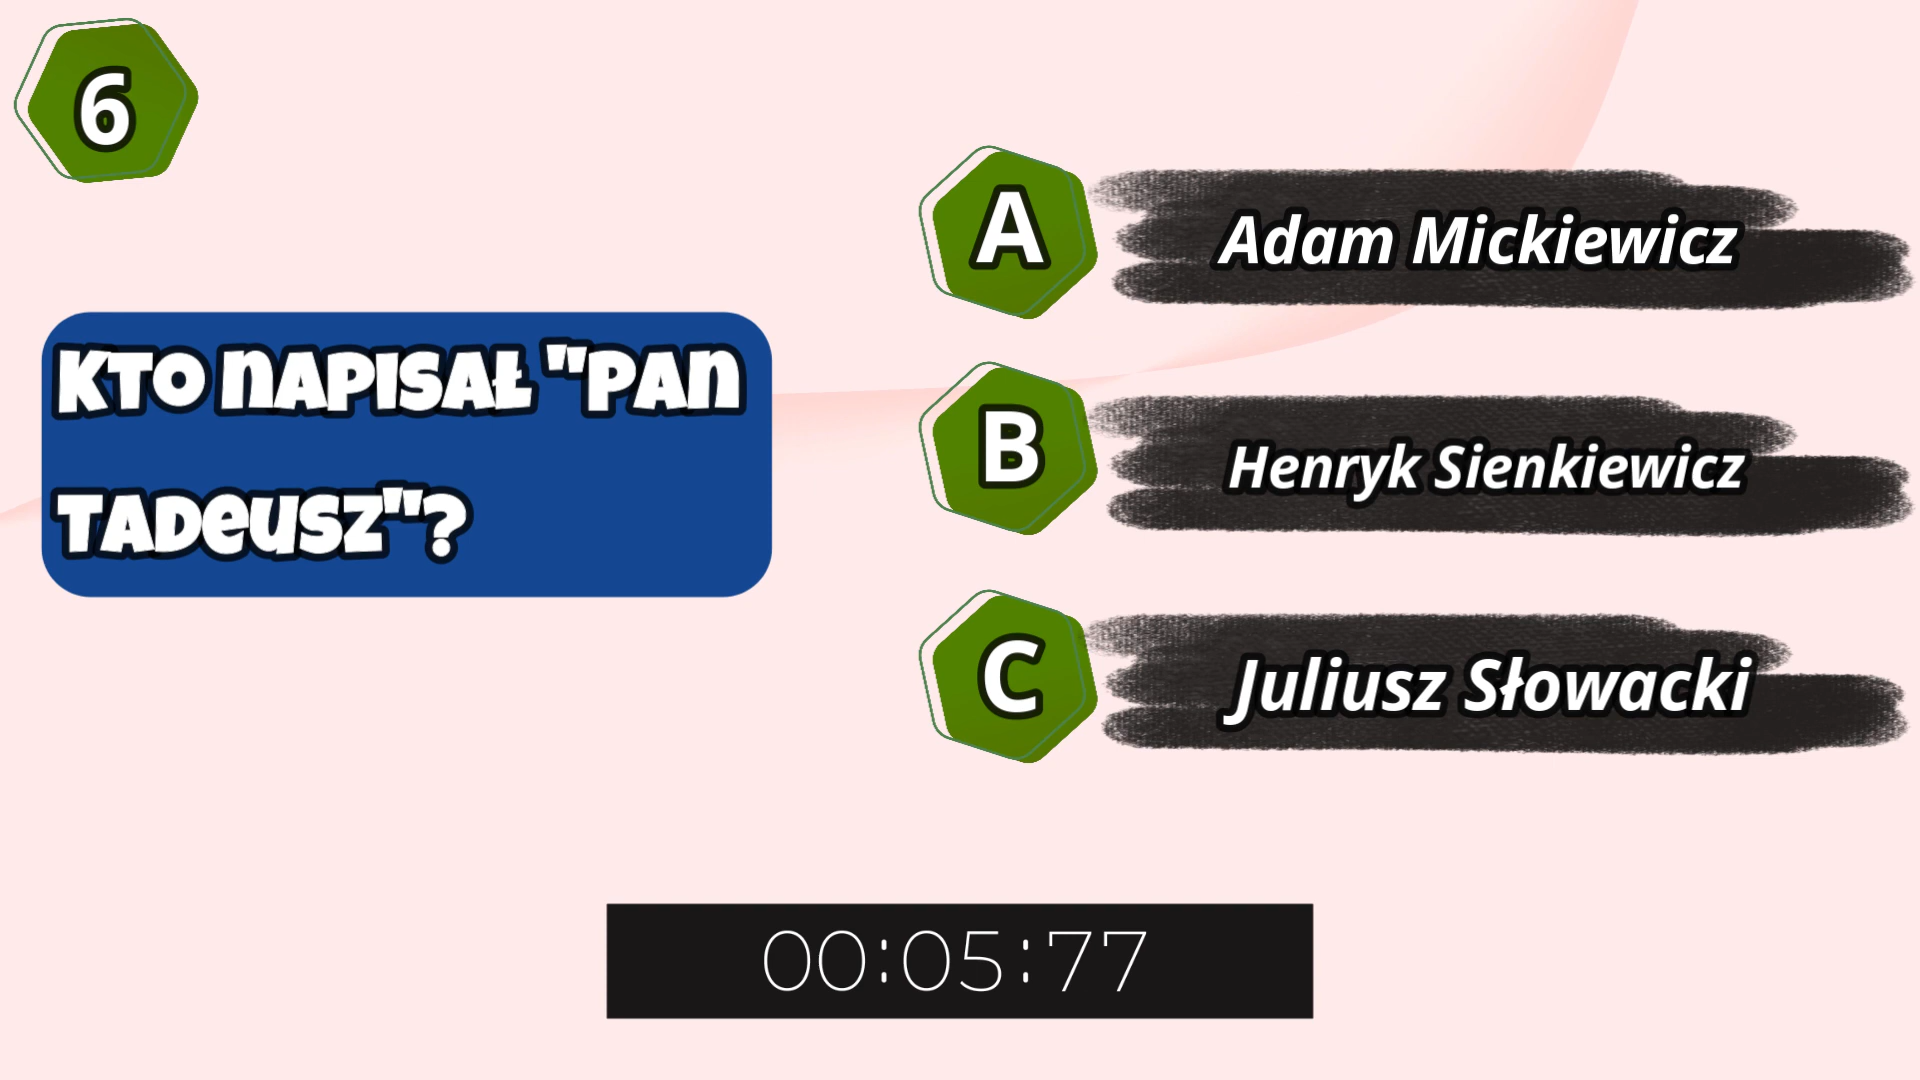 6
KTO NAPISAŁ "PAN
TADEUSZ"?
A
Adam Mickiewicz
B
Henryk Sienkiewicz
C
Juliusz Słowacki
00:05:77